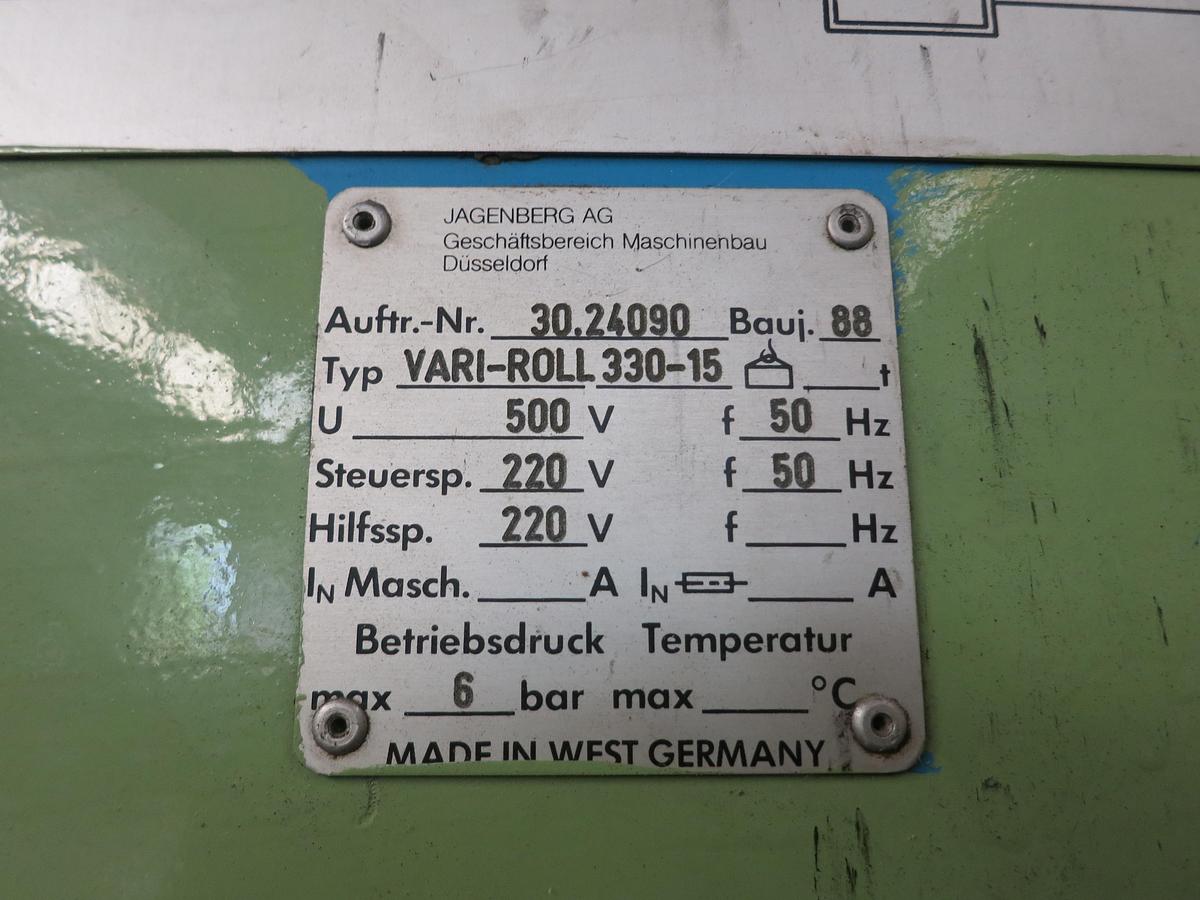 JAGENBERG AG
Geschäftsbereich Maschinenbau
Düsseldorf
Auftr.-Nr. 30.24090 Bauj. 88
Typ VARI-ROLL 330-15 t
U 500 V f 50 Hz
Steuersp. 220 V f 50 Hz
Hilfssp. 220 V f Hz
IN Masch. A IN A
Betriebsdruck Temperatur
max 6 bar max °C
MADE IN WEST GERMANY